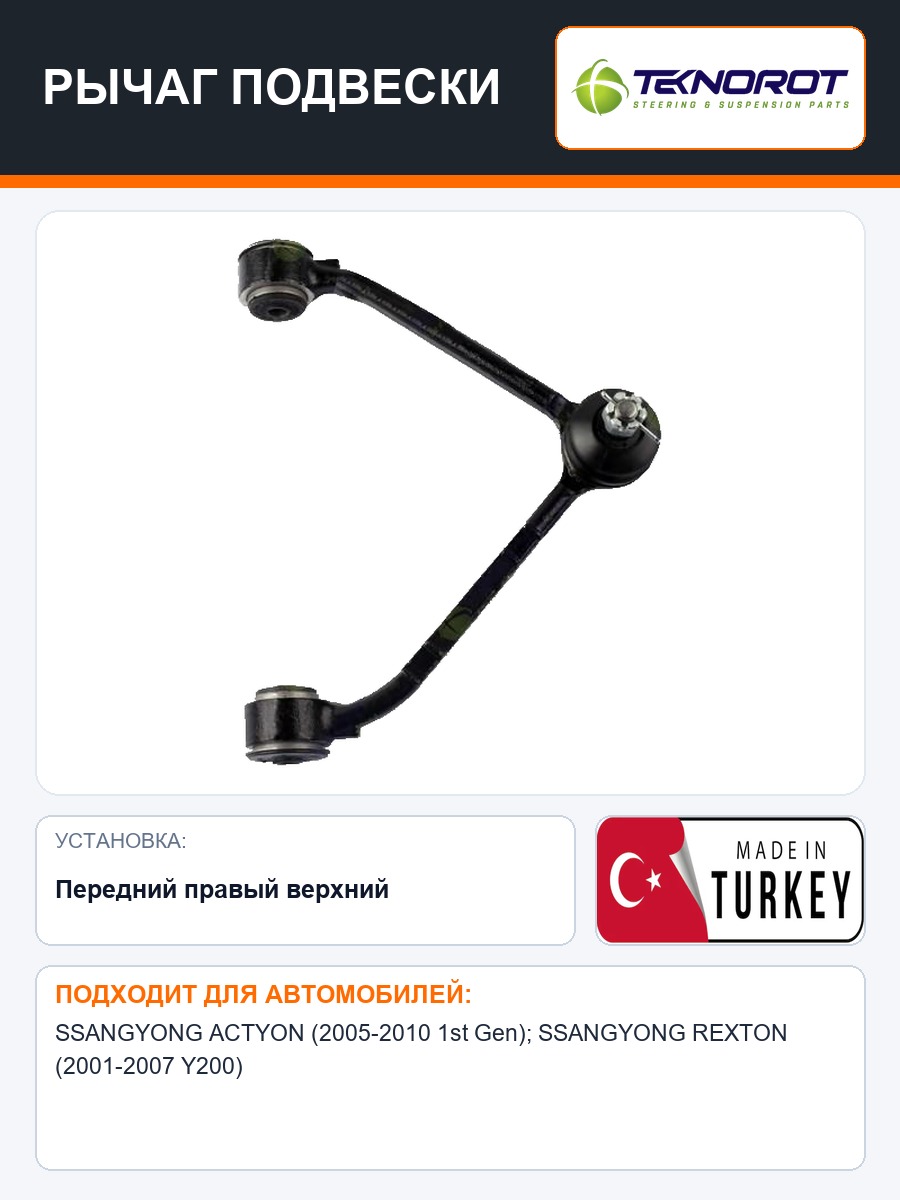 РЫЧАГ ПОДВЕСКИ
TEKNOROT
STEERING & SUSPENSION PARTS
УСТАНОВКА:
Передний правый верхний
MADE IN
TURKEY
ПОДХОДИТ ДЛЯ АВТОМОБИЛЕЙ:
SSANGYONG ACTYON (2005-2010 1st Gen); SSANGYONG REXTON
(2001-2007 Y200)